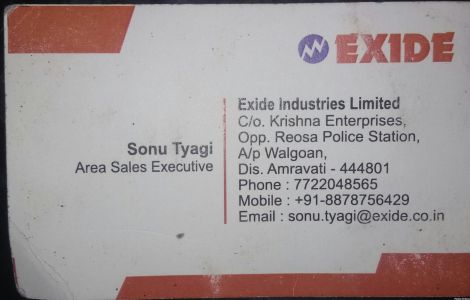 EXIDE
Sonu Tyagi
Area Sales Executive
Exide Industries Limited
C/o. Krishna Enterprises,
Opp. Reosa Police Station,
A/p Walgoan,
Dis. Amravati - 444801
Phone : 7722048565
Mobile : +91-8878756429
Email : sonu.tyagi@exide.co.in